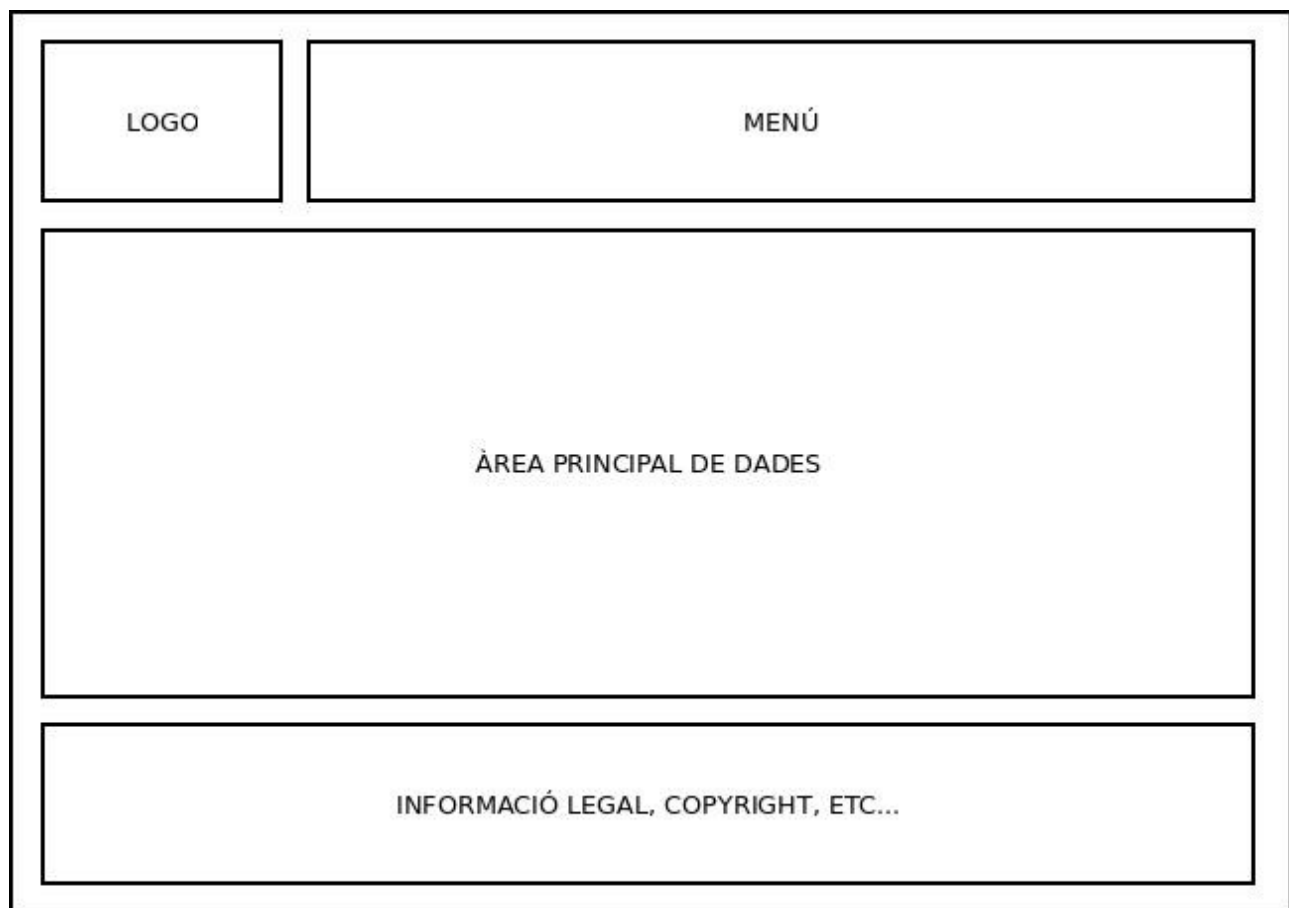 LOGO
MENÚ
ÀREA PRINCIPAL DE DADES
INFORMACIÓ LEGAL, COPYRIGHT, ETC...